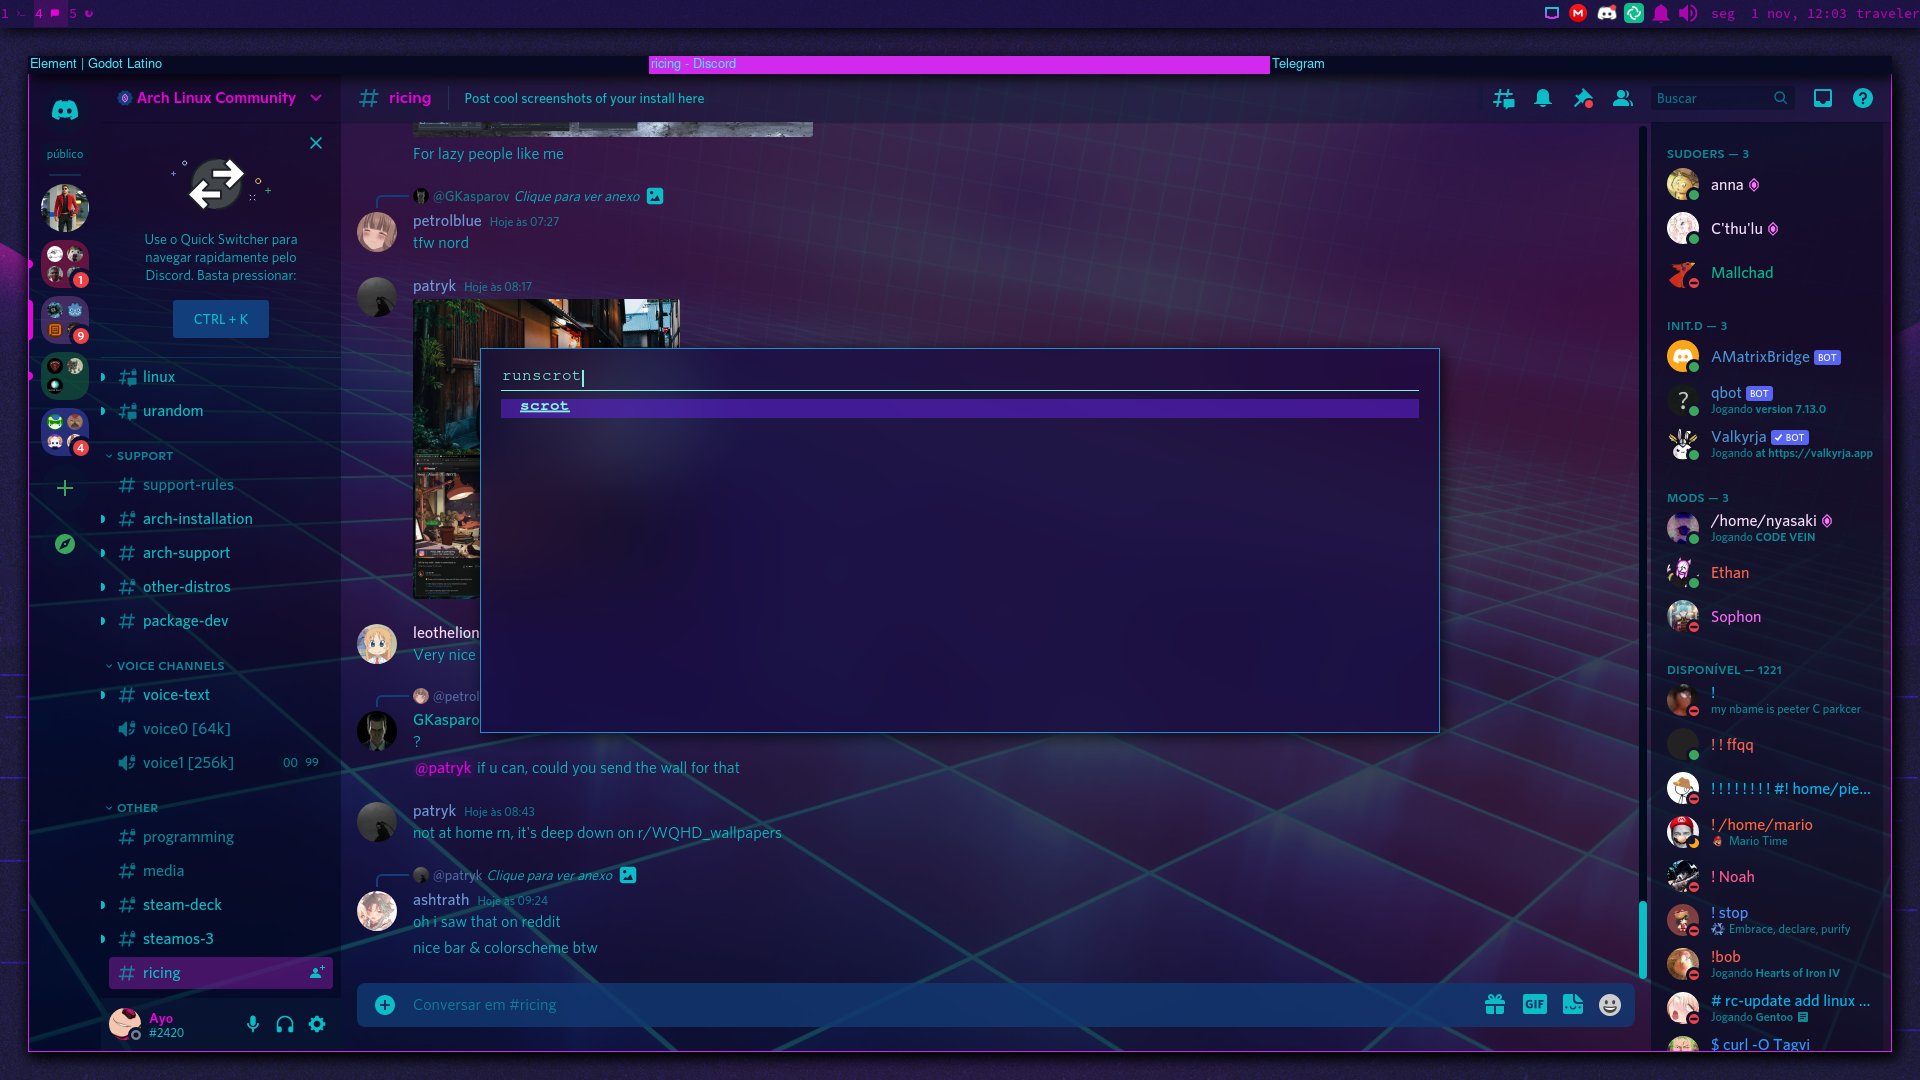 1
4
5
seg 1 nov, 12:03 traveler
Element | Godot Latino
ricing - Discord
Telegram
público
1
9
4
Arch Linux Community
Use o Quick Switcher para
navegar rapidamente pelo
Discord. Basta pressionar:
CTRL + K
linux
urandom
SUPPORT
support-rules
arch-installation
arch-support
other-distros
package-dev
VOICE CHANNELS
voice-text
voice0 [64k]
voice1 [256k] 00 99
OTHER
programming
media
steam-deck
steamos-3
ricing
Ayo
#2420
ricing
Post cool screenshots of your install here
Buscar
For lazy people like me
@GKasparov Clique para ver anexo
petrolblue Hoje às 07:27
tfw nord
patryk Hoje às 08:17
runscrot
scrot
leothelion
Very nice
@petrol
GKasparo
?
@patryk if u can, could you send the wall for that
patryk Hoje às 08:43
not at home rn, it's deep down on r/WQHD_wallpapers
@patryk Clique para ver anexo
ashtrath Hoje às 09:24
oh i saw that on reddit
nice bar & colorscheme btw
Conversar em #ricing
GIF
SUDOERS — 3
anna
C'thu'lu
Mallchad
INIT.D — 3
AMatrixBridge BOT
qbot BOT
Jogando version 7.13.0
Valkyrja BOT
Jogando at https://valkyrja.app
MODS — 3
/home/nyasaki
Jogando CODE VEIN
Ethan
Sophon
DISPONÍVEL — 1221
!
my nbame is peeter C parkcer
! ! ffqq
! ! ! ! ! ! ! ! #! home/pie...
! /home/mario
Mario Time
! Noah
! stop
Embrace, declare, purify
!bob
Jogando Hearts of Iron IV
# rc-update add linux ...
Jogando Gentoo
$ curl -O Tagvi